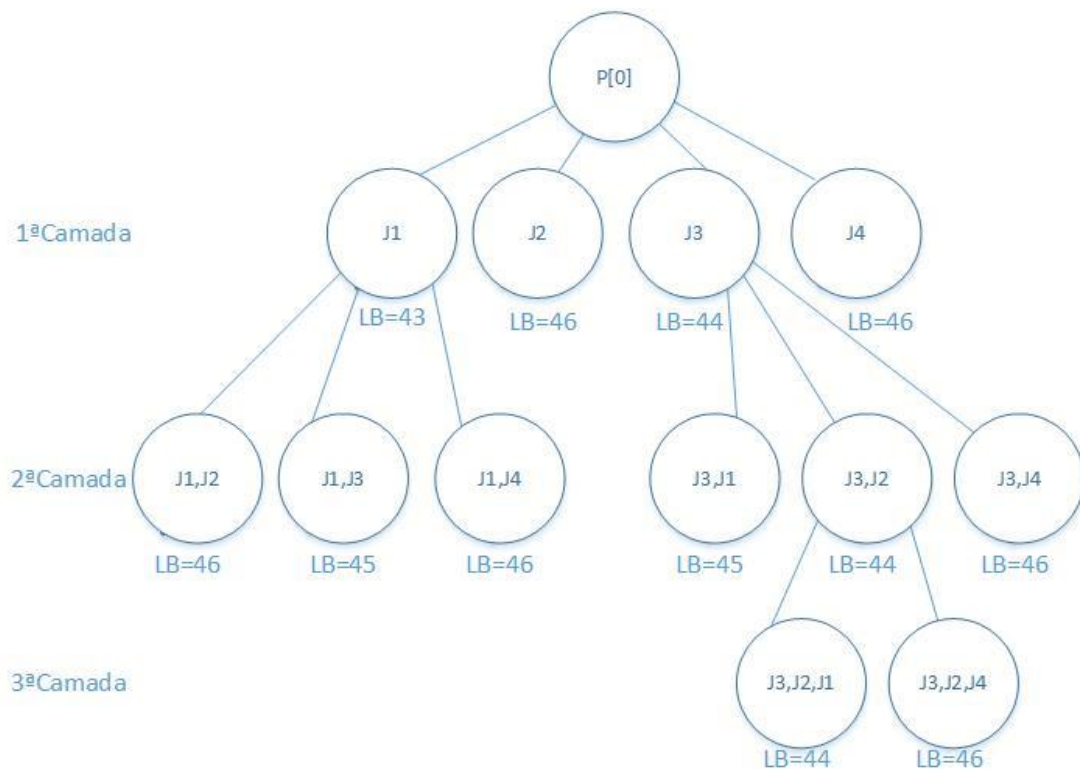 P[0]
1ªCamada
J1
J2
J3
J4
LB=43
LB=46
LB=44
LB=46
2ªCamada
J1,J2
J1,J3
J1,J4
J3,J1
J3,J2
J3,J4
LB=46
LB=45
LB=46
LB=45
LB=44
LB=46
3ªCamada
J3,J2,J1
J3,J2,J4
LB=44
LB=46